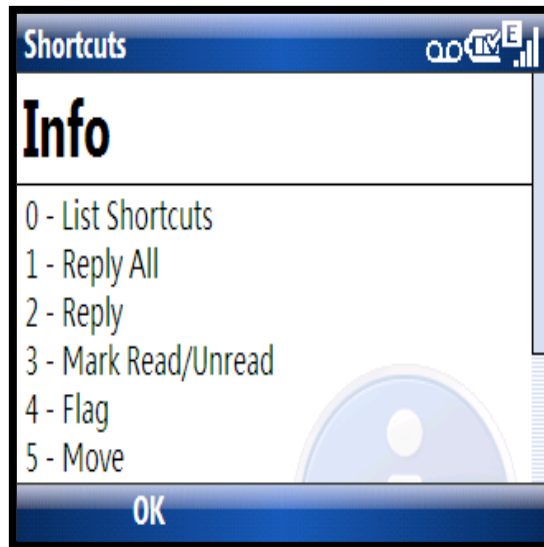 Shortcuts
E
Info
0 - List Shortcuts
1 - Reply All
2 - Reply
3 - Mark Read/Unread
4 - Flag
5 - Move
OK